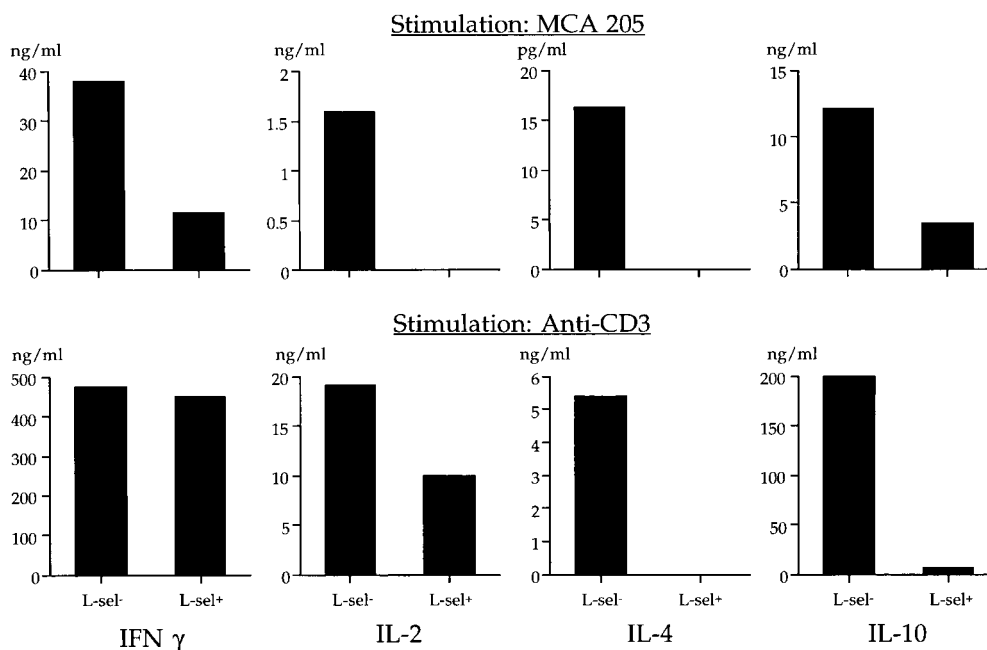 Stimulation: MCA 205
ng/ml
40
30
20
10
0
ng/ml
2
1.5
1
0.5
0
pg/ml
20
15
10
5
0
ng/ml
15
10
5
0
Stimulation: Anti-CD3
ng/ml
500
400
300
200
100
0
L-sel-
L-sel+
IFN γ
ng/ml
20
15
10
5
0
L-sel-
L-sel+
IL-2
ng/ml
6
5
4
3
2
1
0
L-sel-
L-sel+
IL-4
ng/ml
200
150
100
50
0
L-sel-
L-sel+
IL-10